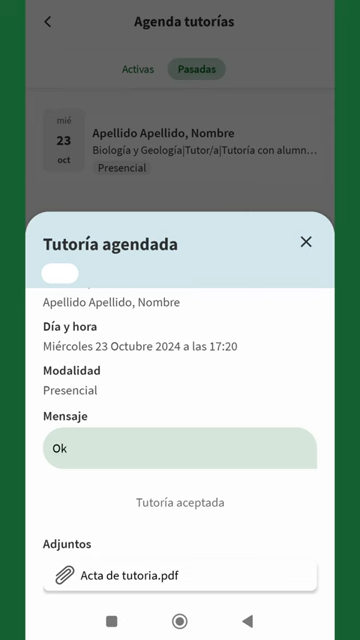 Agenda tutorías
Activas
Pasadas
mié
23
oct
Apellido Apellido, Nombre
Biología y Geología|Tutor/a|Tutoría con alumn...
Presencial
Tutoría agendada
Apellido Apellido, Nombre
Día y hora
Miércoles 23 Octubre 2024 a las 17:20
Modalidad
Presencial
Mensaje
Ok
Tutoría aceptada
Adjuntos
Acta de tutoria.pdf